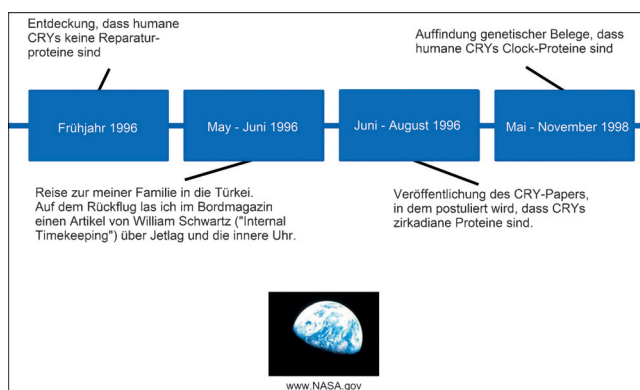 Entdeckung, dass humane
CRYs keine Reparatur-
proteine sind
Auffindung genetischer Belege, dass
humane CRYs Clock-Proteine sind
Frühjahr 1996
May - Juni 1996
Juni - August 1996
Mai - November 1998
Reise zur meiner Familie in die Türkei.
Auf dem Rückflug las ich im Bordmagazin
einen Artikel von William Schwartz ("Internal
Timekeeping") über Jetlag und die innere Uhr.
Veröffentlichung des CRY-Papers,
in dem postuliert wird, dass CRYs
zirkadiane Proteine sind.
www.NASA.gov